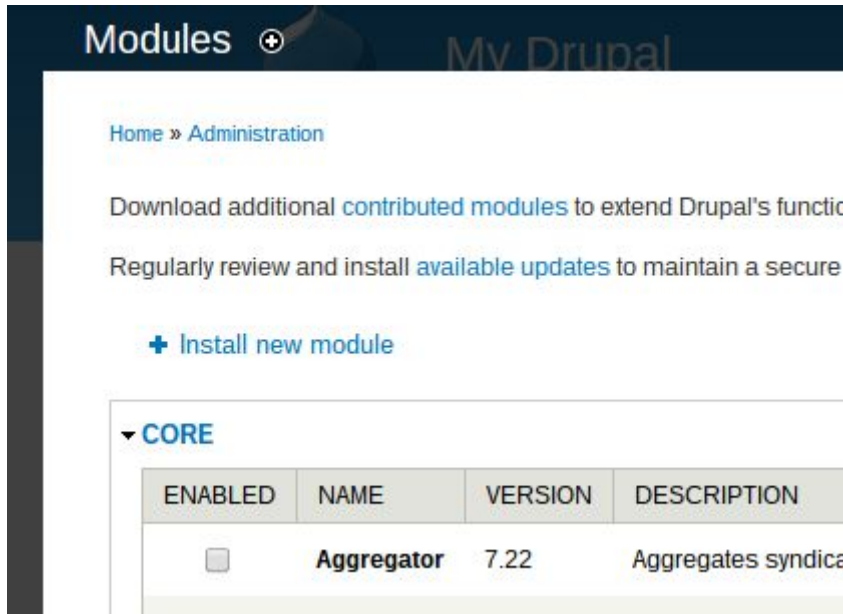 Modules
My Drupal
Home » Administration
Download additional contributed modules to extend Drupal's functio
Regularly review and install available updates to maintain a secure
+ Install new module
CORE
ENABLED NAME VERSION DESCRIPTION
Aggregator 7.22 Aggregates syndica